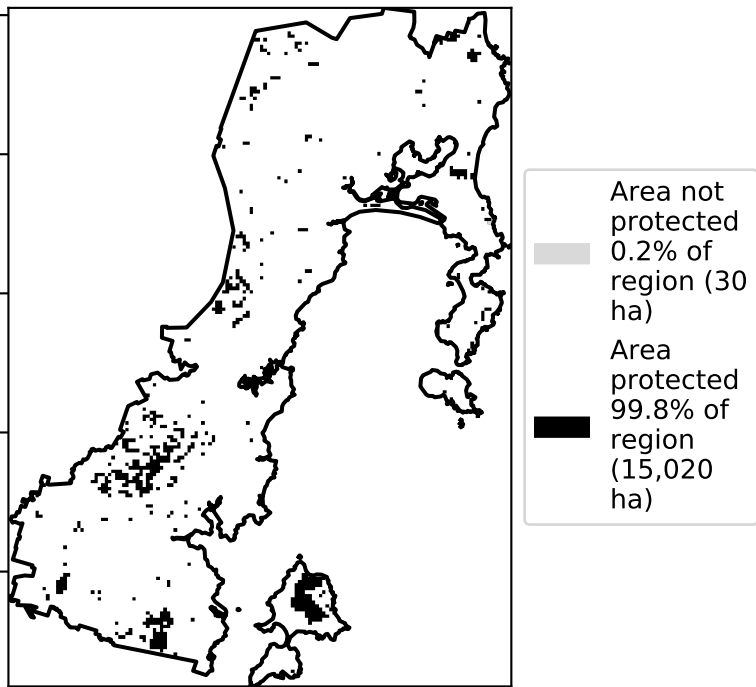 Area not
protected
0.2% of
region (30
ha)
Area
protected
99.8% of
region
(15,020
ha)